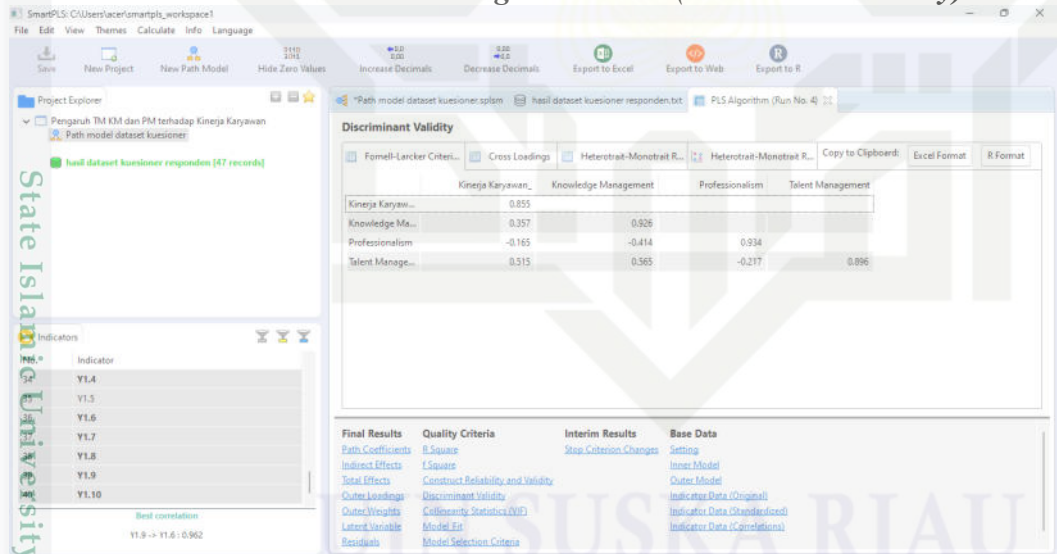 SmartPLS: C:\Users\acer\smartpls_workspace1
File Edit View Themes Calculate Info Language
Save New Project New Path Model Hide Zero Values Increase Decimals Decrease Decimals Export to Excel Export to Web Export to R
Project Explorer
Pengaruh TM KM dan PM terhadap Kinerja Karyawan
Path model dataset kuesioner
hasil dataset kuesioner responden [47 records]
*Path model dataset kuesioner.splsm hasil dataset kuesioner responden.txt PLS Algorithm (Run No. 4)
Discriminant Validity
Fornell-Larcker Criteri... Cross Loadings Heterotrait-Monotrait R... Heterotrait-Monotrait R... Copy to Clipboard: Excel Format R Format
Kinerja Karyawan_ Knowledge Management Professionalism Talent Management
Kinerja Karyaw... 0.855
Knowledge Ma... 0.357 0.926
Professionalism -0.165 -0.414 0.934
Talent Manage... 0.515 0.565 -0.217 0.896
Indicators
No. Indicator
34 Y1.4
35 Y1.5
36 Y1.6
37 Y1.7
38 Y1.8
39 Y1.9
40 Y1.10
Best correlation
Y1.9 -> Y1.6 : 0.962
Final Results Quality Criteria Interim Results Base Data
Path Coefficients R Square Stop Criterion Changes Setting
Indirect Effects f Square Inner Model
Total Effects Construct Reliability and Validity Outer Model
Outer Loadings Discriminant Validity Indicator Data (Original)
Outer Weights Collinearity Statistics (VIF) Indicator Data (Standardized)
Latent Variable Model Fit Indicator Data (Correlations)
Residuals Model Selection Criteria
State Islamic University
SUSKA RIAU